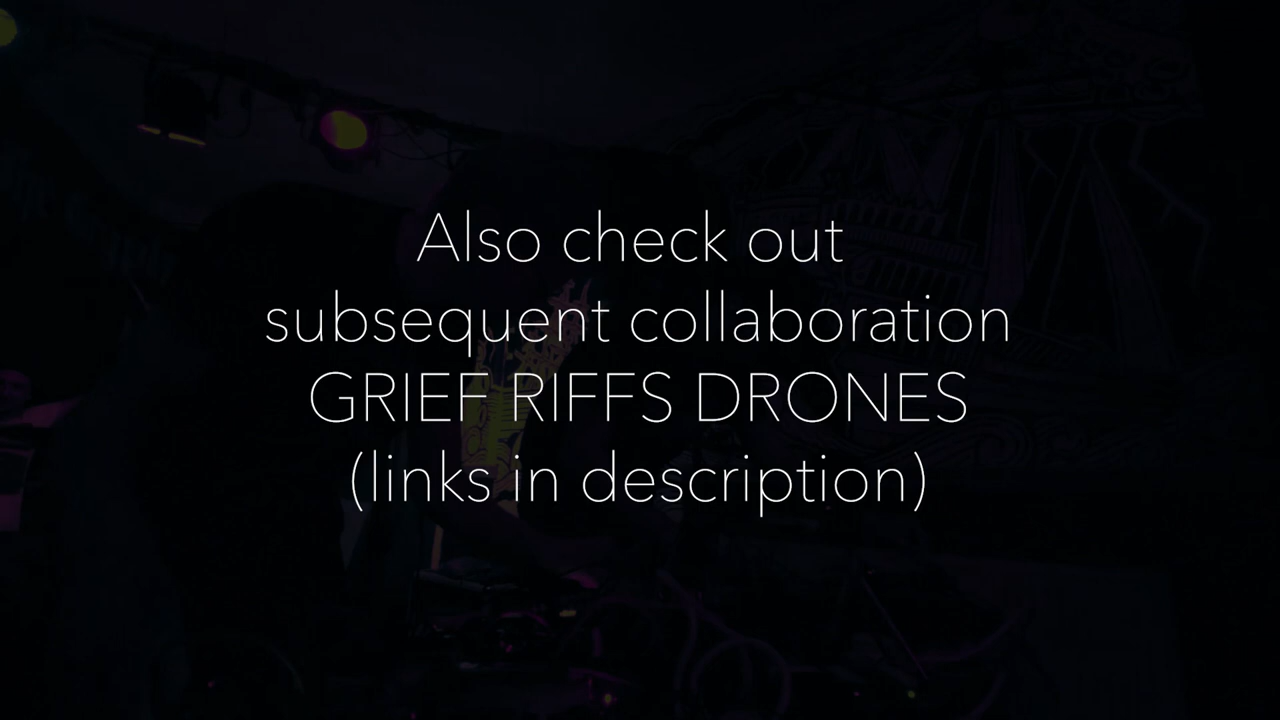 Also check out
subsequent collaboration
GRIEF RIFFS DRONES
(links in description)